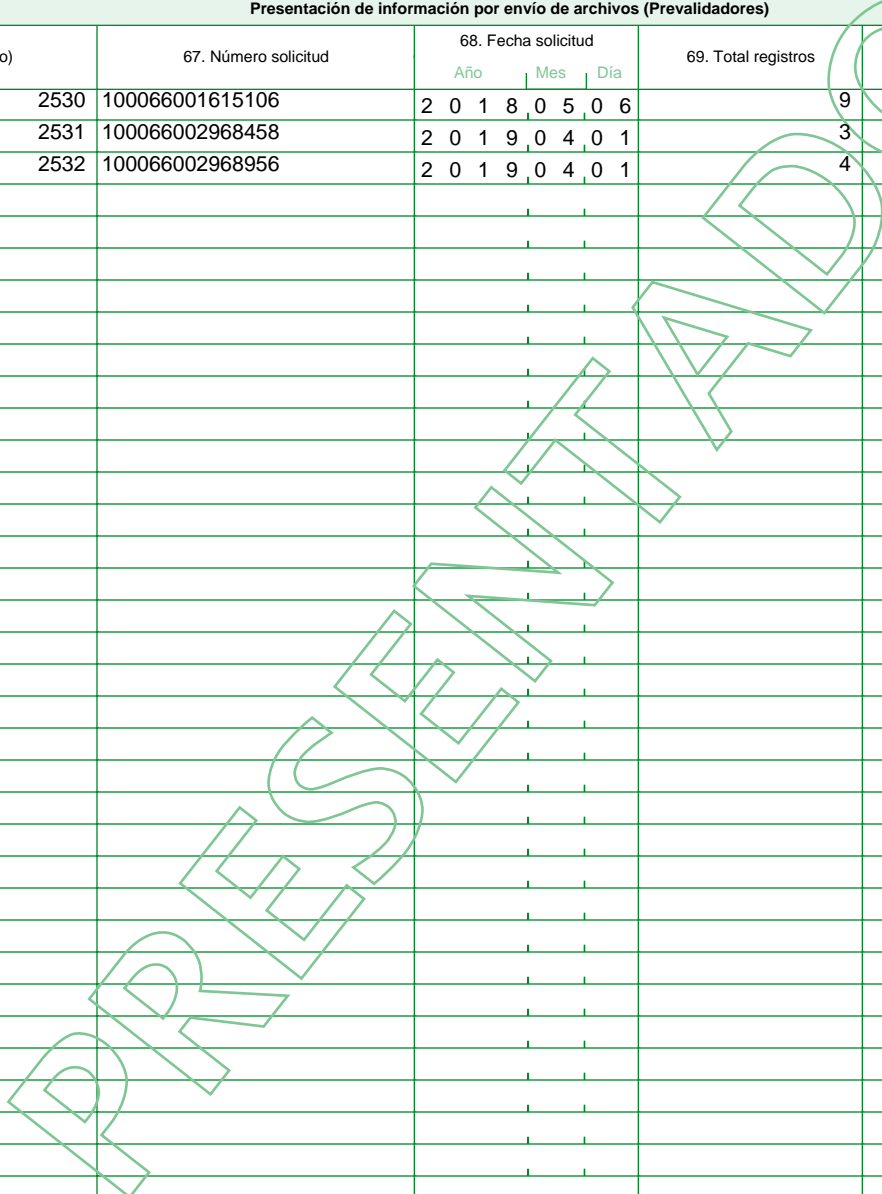 Presentación de información por envío de archivos (Prevalidadores)
o) 67. Número solicitud 68. Fecha solicitud 69. Total registros
Año Mes Día
2530 100066001615106 2 0 1 8 0 5 0 6 9
2531 100066002968458 2 0 1 9 0 4 0 1 3
2532 100066002968956 2 0 1 9 0 4 0 1 4
PRESENTADO